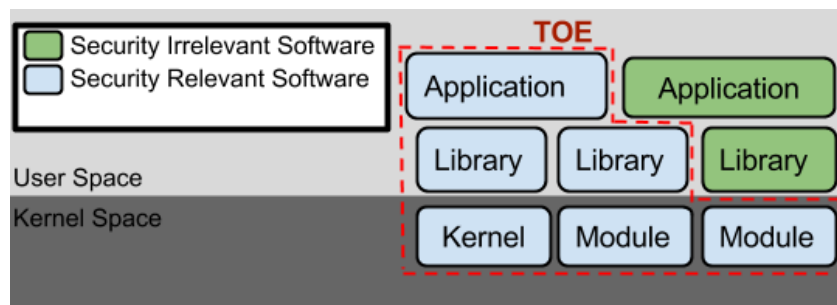 Security Irrelevant Software
Security Relevant Software
TOE
Application
Application
Library
Library
Library
User Space
Kernel Space
Kernel
Module
Module